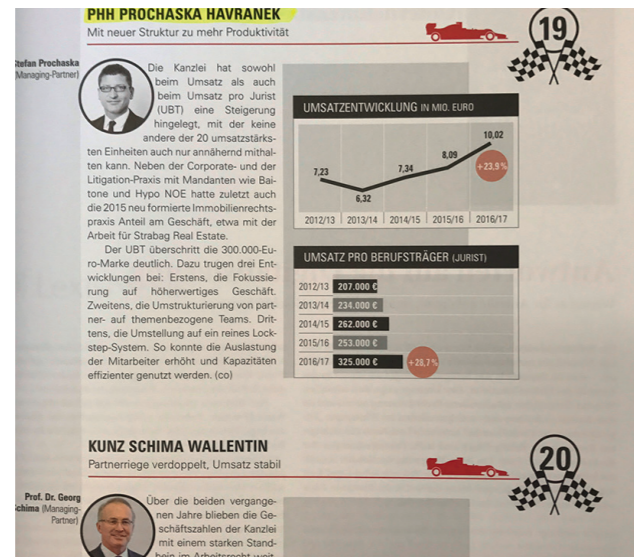 PHH PROCHASKA HAVRANEK
Mit neuer Struktur zu mehr Produktivität
19
Stefan Prochaska
(Managing-Partner)
Die Kanzlei hat sowohl
beim Umsatz als auch
beim Umsatz pro Jurist
(UBT) eine Steigerung
hingelegt, mit der keine
andere der 20 umsatzstärks-
ten Einheiten auch nur annähernd mithal-
ten kann. Neben der Corporate- und der
Litigation-Praxis mit Mandanten wie Bai-
tone und Hypo NOE hatte zuletzt auch
die 2015 neu formierte Immobilienrechts-
praxis Anteil am Geschäft, etwa mit der
Arbeit für Strabag Real Estate.
Der UBT überschritt die 300.000-Eu-
ro-Marke deutlich. Dazu trugen drei Ent-
wicklungen bei: Erstens, die Fokussie-
rung auf höherwertiges Geschäft.
Zweitens, die Umstrukturierung von part-
ner- auf themenbezogene Teams. Drit-
tens, die Umstellung auf ein reines Lock-
step-System. So konnte die Auslastung
der Mitarbeiter erhöht und Kapazitäten
effizienter genutzt werden. (co)
UMSATZENTWICKLUNG IN MIO. EURO
7,23
6,32
7,34
8,09
10,02
+23,9%
2012/13 2013/14 2014/15 2015/16 2016/17
UMSATZ PRO BERUFSTRÄGER (JURIST)
2012/13 207.000 €
2013/14 234.000 €
2014/15 262.000 €
2015/16 253.000 €
2016/17 325.000 € +28,7%
KUNZ SCHIMA WALLENTIN
Partnerriege verdoppelt, Umsatz stabil
20
Prof. Dr. Georg
Schima (Managing-
Partner)
Über die beiden vergange-
nen Jahre blieben die Ge-
schäftszahlen der Kanzlei
mit einem starken Stand-
bein im Arbeitsrecht weit-